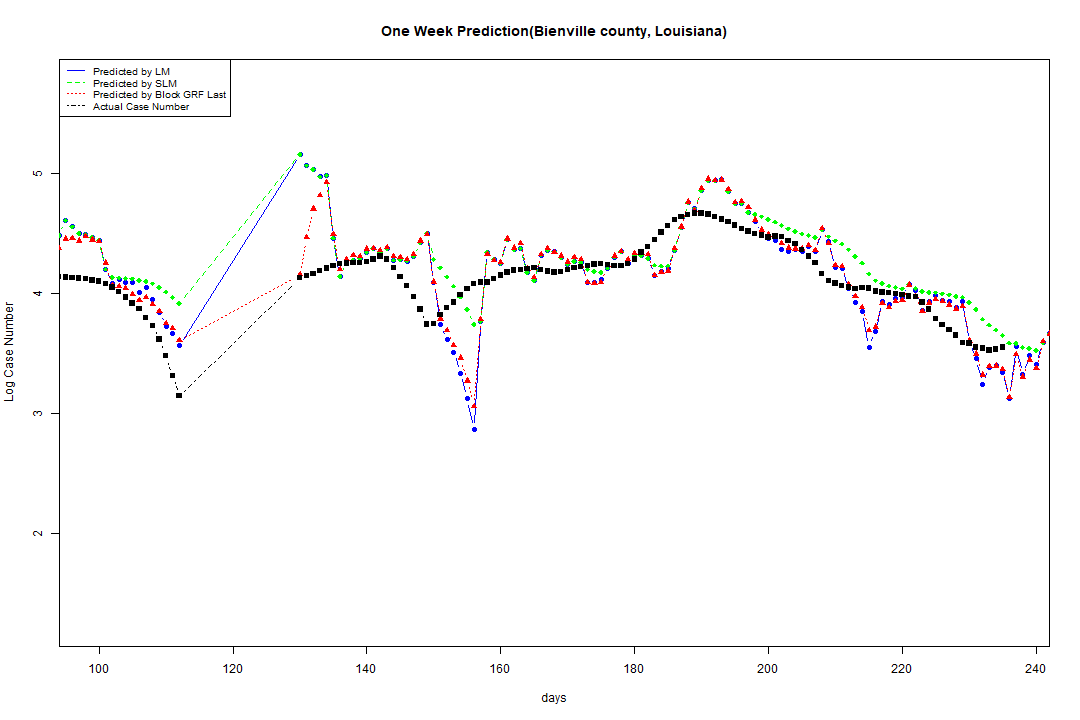 One Week Prediction(Bienville county, Louisiana)
Predicted by LM
Predicted by SLM
Predicted by Block GRF Last
Actual Case Number
5
4
3
2
Log Case Number
100 120 140 160 180 200 220 240
days